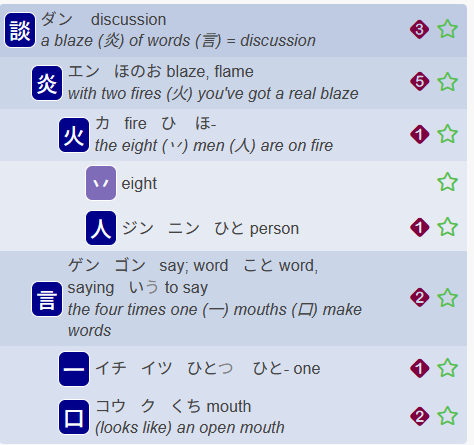 談 ダン discussion 3
a blaze (炎) of words (言) = discussion
炎 エン ほのお blaze, flame 5
with two fires (火) you've got a real blaze
火 カ fire ひ ほ- 1
the eight (丷) men (人) are on fire
丷 eight
人 ジン ニン ひと person 1
言 ゲン ゴン say; word こと word,
saying いう to say 2
the four times one (一) mouths (口) make
words
一 イチ イツ ひとつ ひと- one 1
口 コウ ク くち mouth 2
(looks like) an open mouth